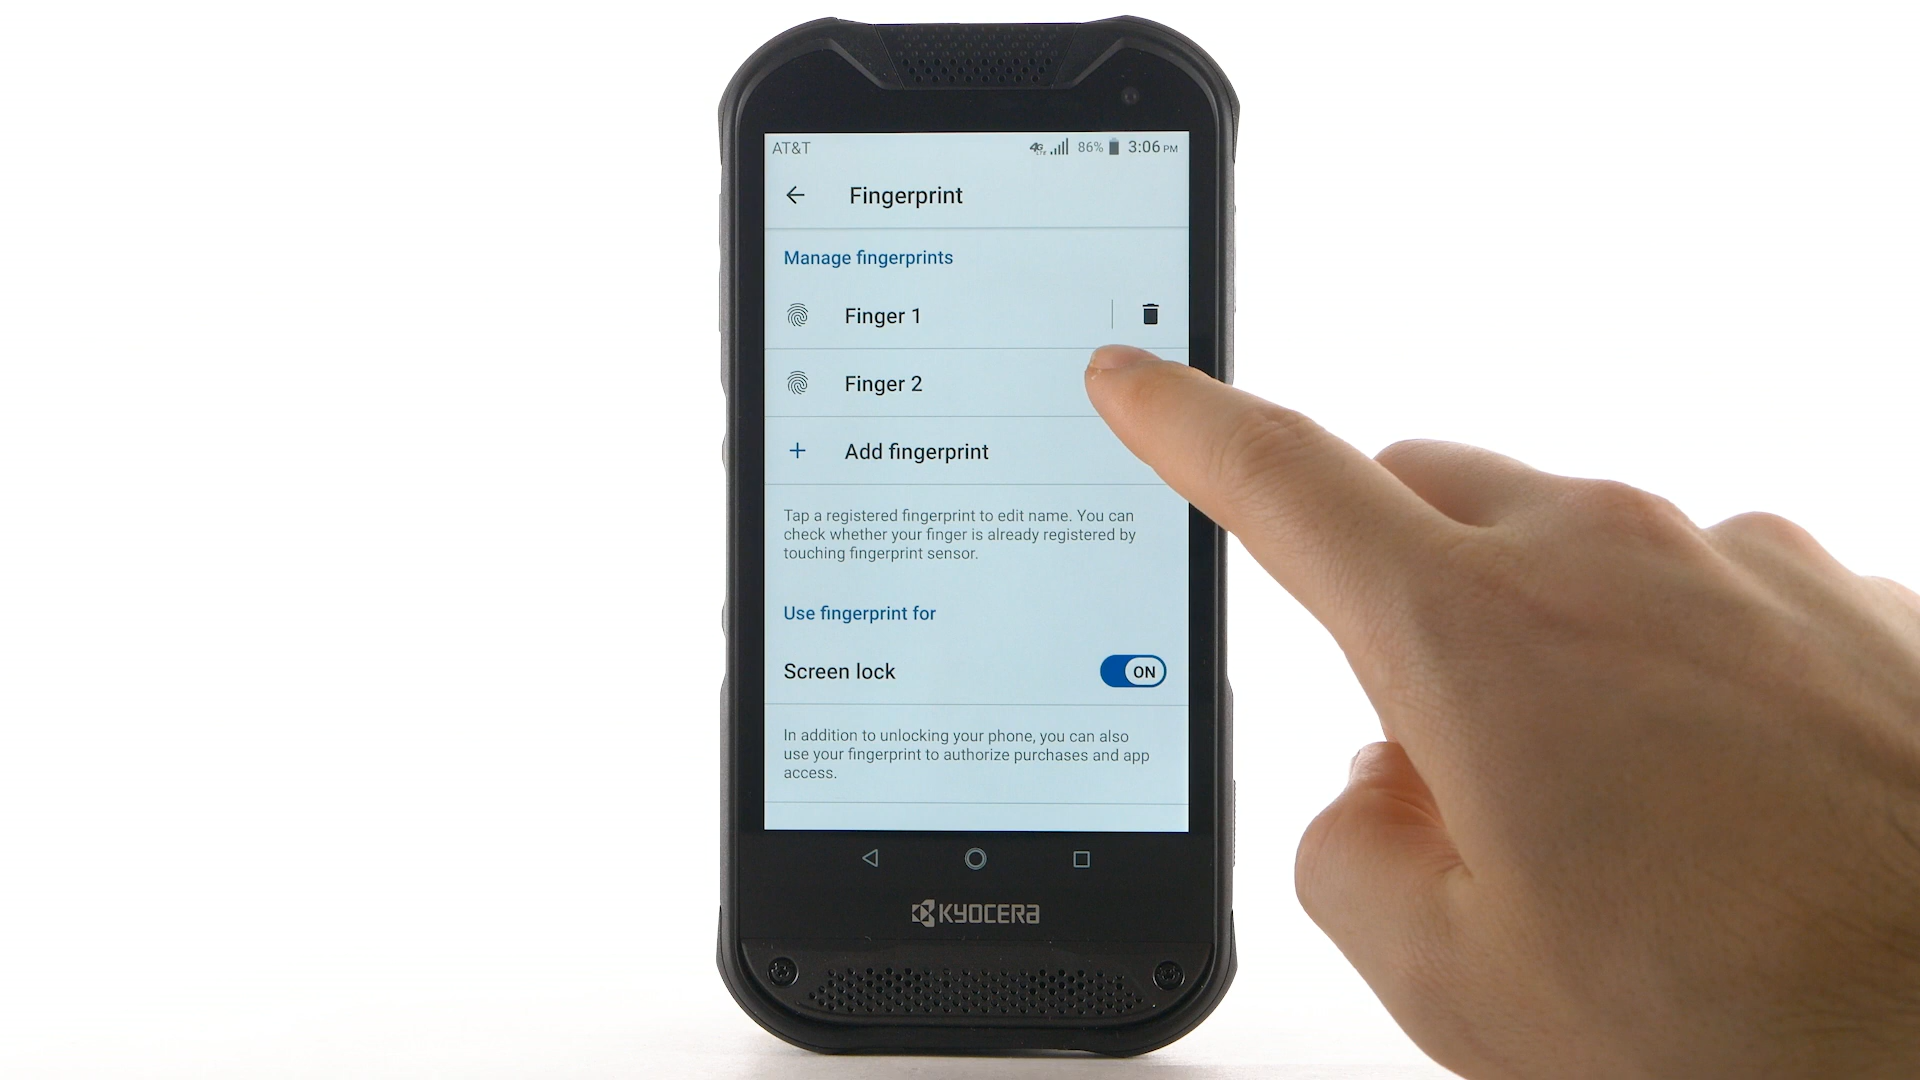 AT&T 4G LTE 86% 3:06 PM
Fingerprint
Manage fingerprints
Finger 1
Finger 2
Add fingerprint
Tap a registered fingerprint to edit name. You can
check whether your finger is already registered by
touching fingerprint sensor.
Use fingerprint for
Screen lock ON
In addition to unlocking your phone, you can also
use your fingerprint to authorize purchases and app
access.
KYOCERA